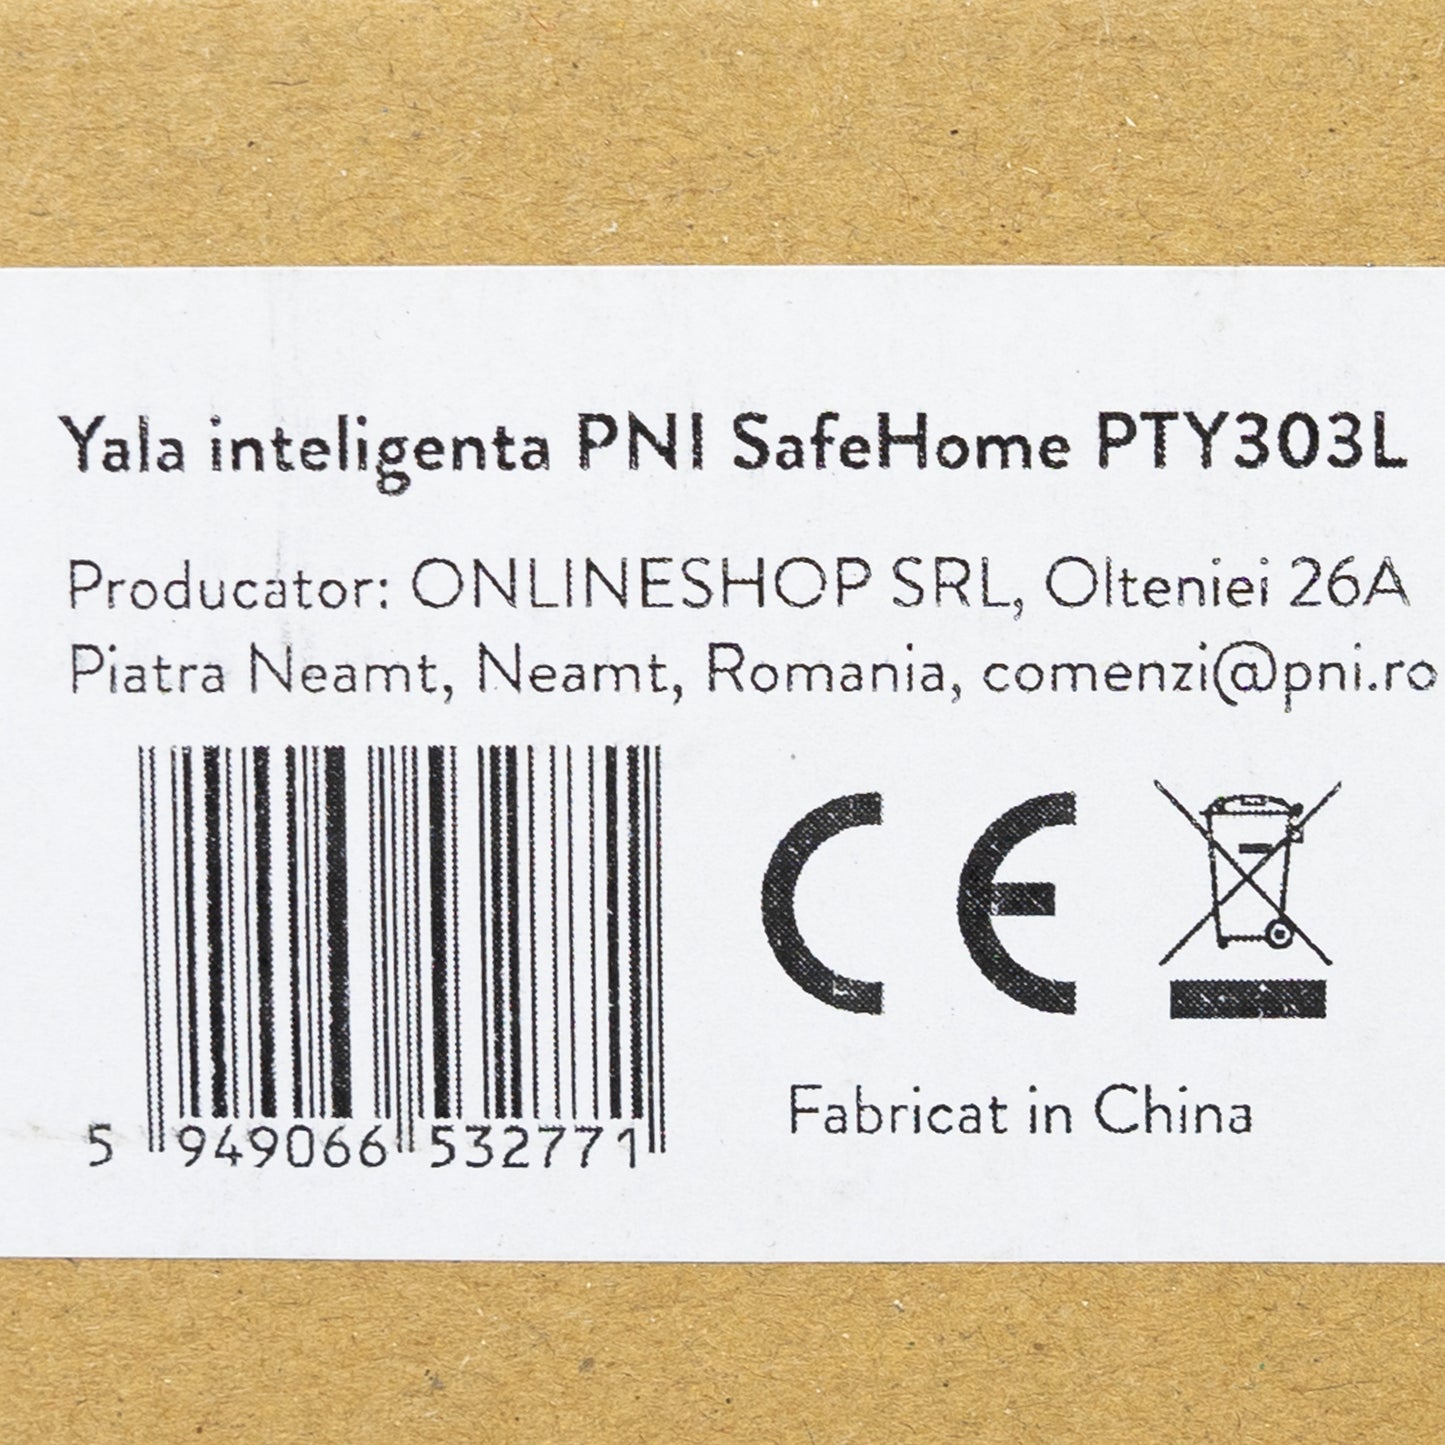 Yala inteligenta PNI SafeHome PTY303L
Producator: ONLINESHOP SRL, Olteniei 26A
Piatra Neamt, Neamt, Romania, comenzi@pni.ro
CE
5 949066 532771
Fabricat in China